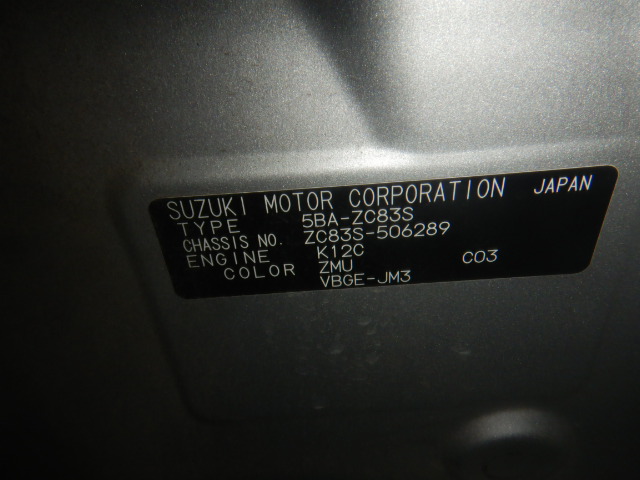 SUZUKI MOTOR CORPORATION JAPAN
TYPE 5BA-ZC83S
CHASSIS NO. ZC83S-506289
ENGINE K12C
COLOR ZMU C03
VBGE-JM3